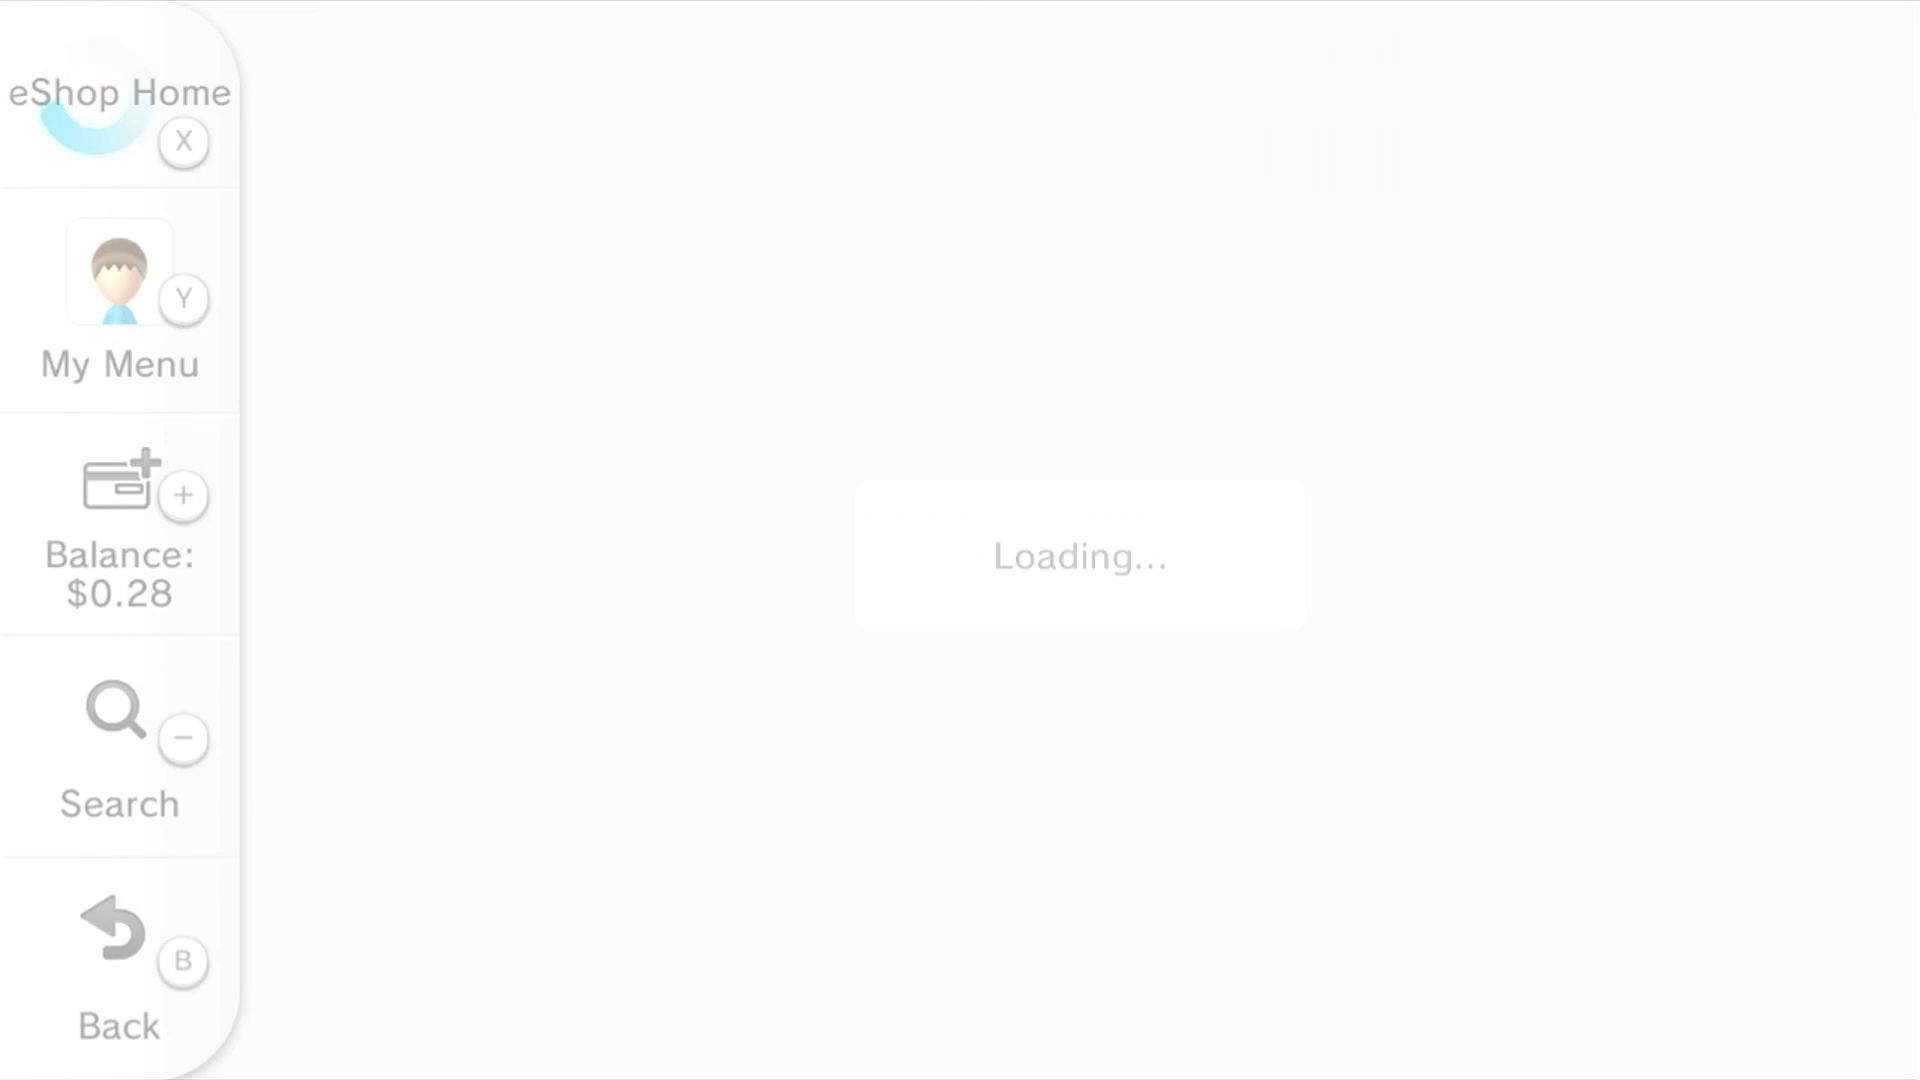 eShop Home
X
Y
My Menu
+
Balance:
$0.28
−
Search
B
Back
Loading...